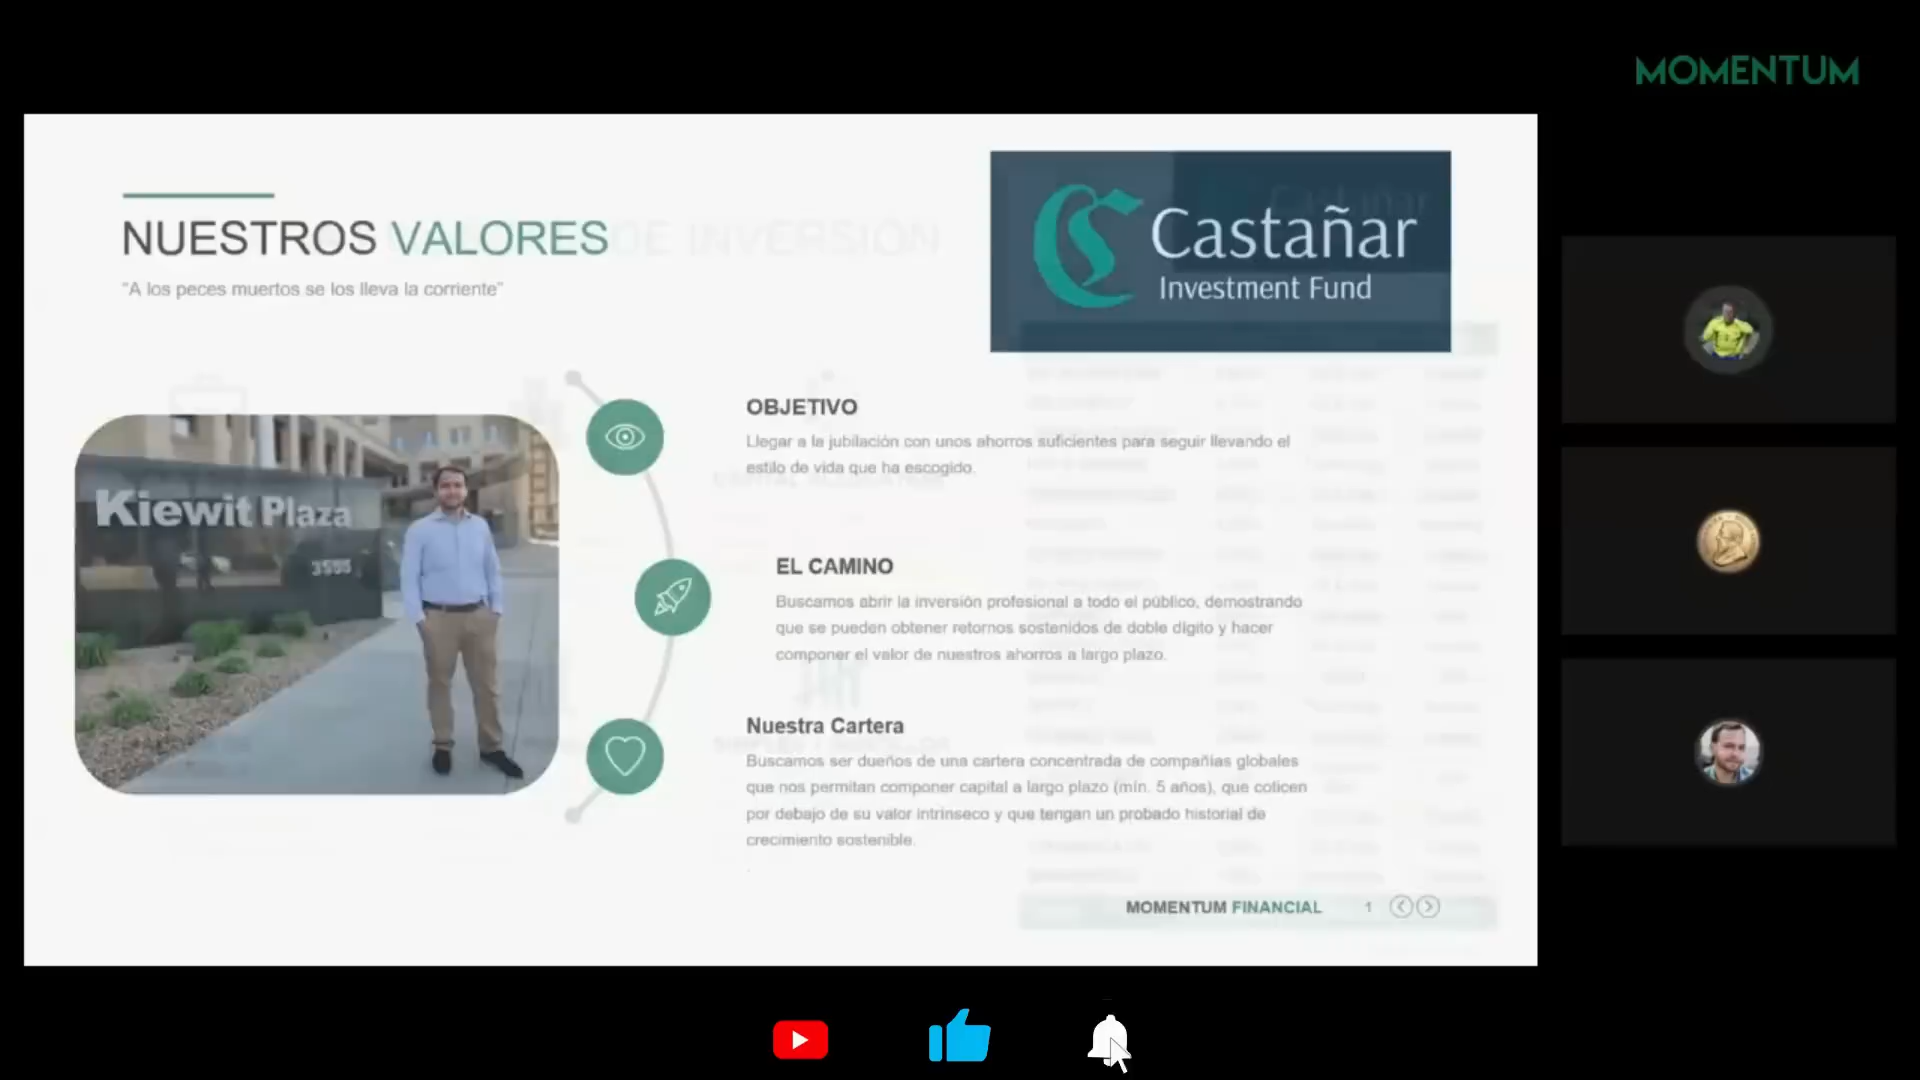 MOMENTUM
NUESTROS VALORES
DE INVERSIÓN
“A los peces muertos se los lleva la corriente”
Castañar
Investment Fund
Kiewit Plaza
3555
OBJETIVO
Llegar a la jubilación con unos ahorros suficientes para seguir llevando el
estilo de vida que ha escogido.
EL CAMINO
Buscamos abrir la inversión profesional a todo el público, demostrando
que se pueden obtener retornos sostenidos de doble dígito y hacer
componer el valor de nuestros ahorros a largo plazo.
Nuestra Cartera
Buscamos ser dueños de una cartera concentrada de compañías globales
que nos permitan componer capital a largo plazo (mín. 5 años), que coticen
por debajo de su valor intrínseco y que tengan un probado historial de
crecimiento sostenible.
.
MOMENTUM FINANCIAL 1